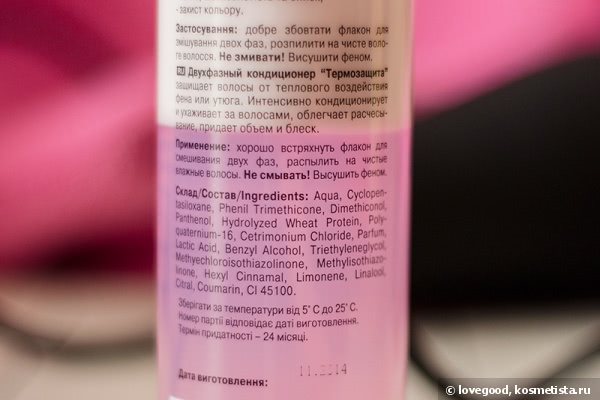 - захист кольору.
Застосування: добре збовтати флакон для
змішування двох фаз, розпилити на чисте воло-
ге волосся. Не змивати! Висушити феном.
RU Двухфазный кондиционер "Термозащита"
защищает волосы от теплового воздействия
фена или утюга. Интенсивно кондиционирует
и ухаживает за волосами, облегчает расчесы-
вание, придает объем и блеск.
Применение: хорошо встряхнуть флакон для
смешивания двух фаз, распылить на чистые
влажные волосы. Не смывать! Высушить феном.
Склад/Состав/Ingredients: Aqua, Cyclopen-
tasiloxane, Phenil Trimethicone, Dimethiconol,
Panthenol, Hydrolyzed Wheat Protein, Poly-
quaternium-16, Cetrimonium Chloride, Parfum,
Lactic Acid, Benzyl Alcohol, Triethyleneglycol,
Methychloroisothiazolinone, Methylisothiazo-
linone, Hexyl Cinnamal, Limonene, Linalool,
Citral, Coumarin, CI 45100.
Зберігати за температури від 5°C до 25°C.
Номер партії відповідає даті виготовлення.
Термін придатності – 24 місяці.
Дата виготовлення: 11.2014
© lovegood, kosmetista.ru